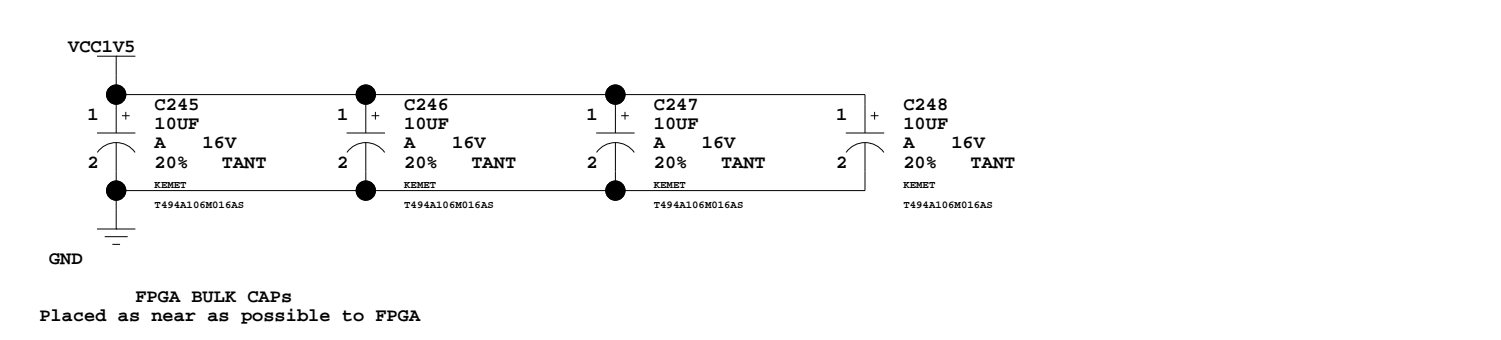 VCC1V5
1 + C245
10UF
A 16V
2 20% TANT
KEMET
T494A106M016AS
1 + C246
10UF
A 16V
2 20% TANT
KEMET
T494A106M016AS
1 + C247
10UF
A 16V
2 20% TANT
KEMET
T494A106M016AS
1 + C248
10UF
A 16V
2 20% TANT
KEMET
T494A106M016AS
GND
FPGA BULK CAPs
Placed as near as possible to FPGA